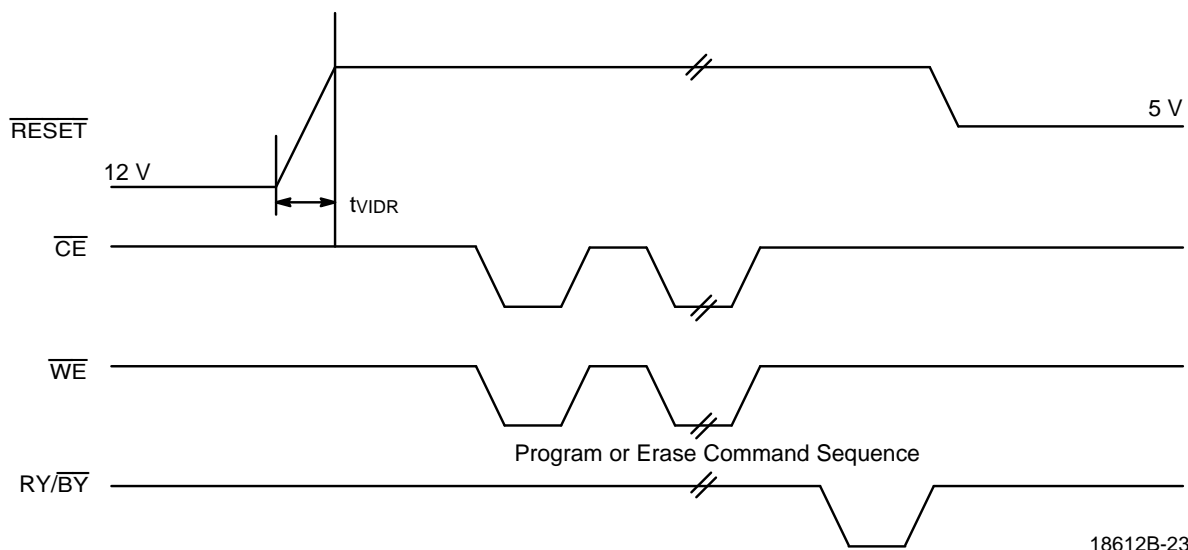 RESET
5 V
12 V
tVIDR
CE
WE
Program or Erase Command Sequence
RY/BY
18612B-23